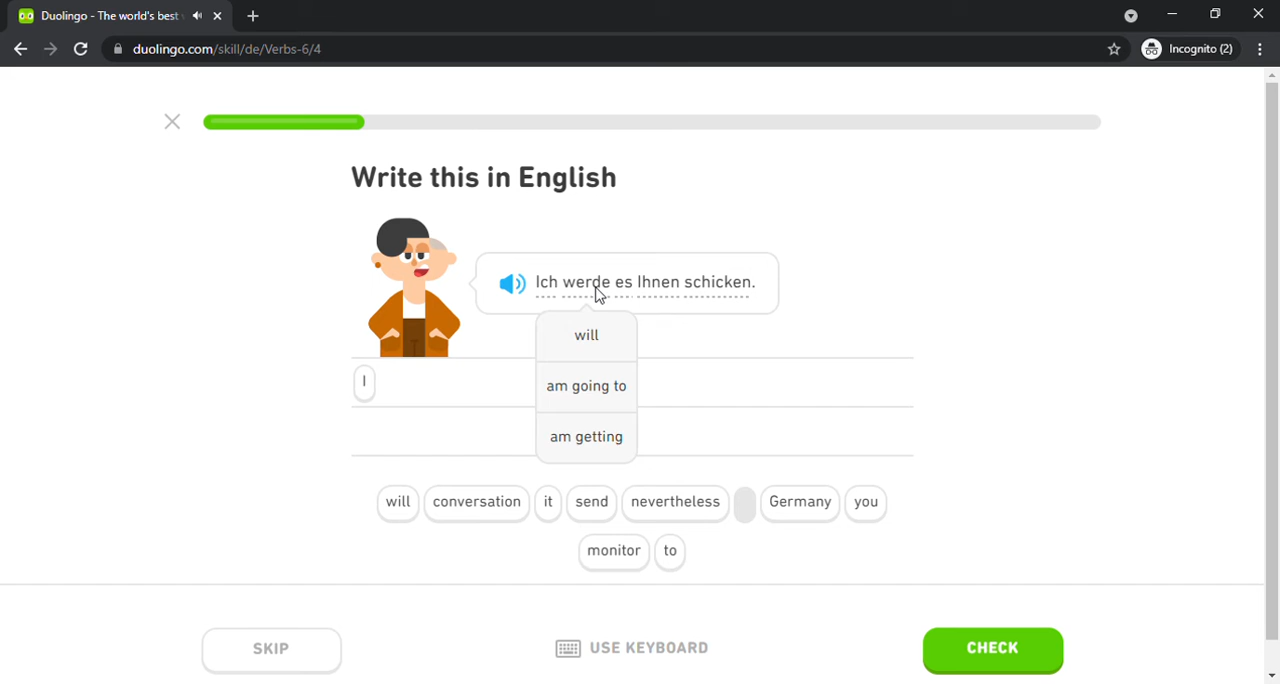 Duolingo - The world's best
duolingo.com/skill/de/Verbs-6/4
Incognito (2)
Write this in English
Ich werde es Ihnen schicken.
will
am going to
am getting
I
will conversation it send nevertheless Germany you
monitor to
SKIP
USE KEYBOARD
CHECK